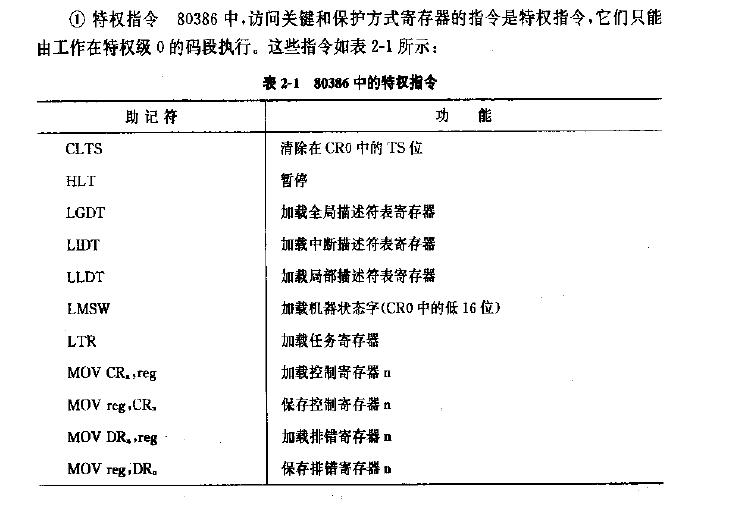 ① 特权指令 80386 中,访问关键和保护方式寄存器的指令是特权指令,它们只能
由工作在特权级 0 的码段执行。这些指令如表 2-1 所示:
表 2-1 80386 中的特权指令
助记符 功 能
CLTS 清除在 CR0 中的 TS 位
HLT 暂停
LGDT 加载全局描述符表寄存器
LIDT 加载中断描述符表寄存器
LLDT 加载局部描述符表寄存器
LMSW 加载机器状态字(CR0 中的低 16 位)
LTR 加载任务寄存器
MOV CRn,reg 加载控制寄存器 n
MOV reg,CRn 保存控制寄存器 n
MOV DRn,reg 加载排错寄存器 n
MOV reg,DRn 保存排错寄存器 n